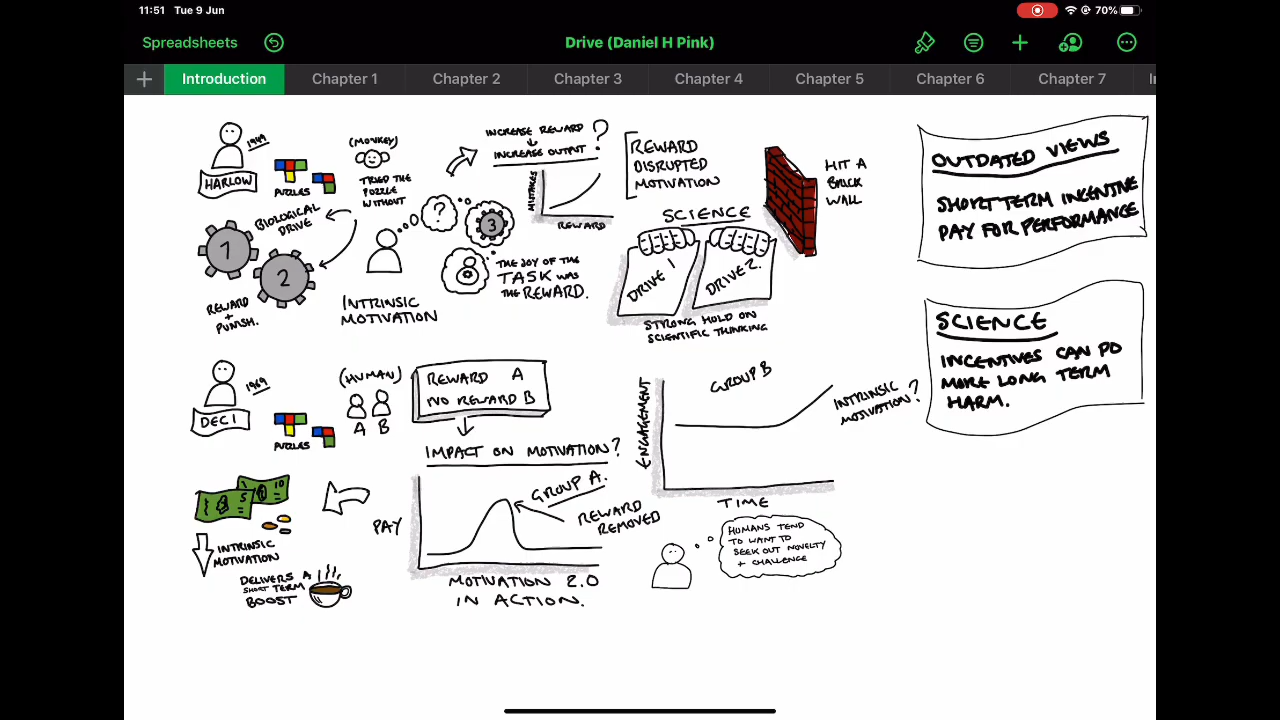 11:51 Tue 9 Jun
70%
Spreadsheets
Drive (Daniel H Pink)
Introduction
Chapter 1
Chapter 2
Chapter 3
Chapter 4
Chapter 5
Chapter 6
Chapter 7
1949
HARLOW
PUZZLES
(MONKEY)
TRIED THE
PUZZLE
WITHOUT
BIOLOGICAL
DRIVE
1
2
REWARD
+
PUNISH.
INTRINSIC
MOTIVATION
?
3
THE JOY OF THE
TASK WAS
THE REWARD.
INCREASE REWARD
INCREASE OUTPUT
?
MISTAKES
REWARD
REWARD
DISRUPTED
MOTIVATION
SCIENCE
DRIVE 1
DRIVE 2.
STRONG HOLD ON
SCIENTIFIC THINKING
HIT A
BRICK
WALL
OUTDATED VIEWS
SHORT TERM INCENTIVE
PAY FOR PERFORMANCE
SCIENCE
INCENTIVES CAN DO
MORE LONG TERM
HARM.
1969
DECI
PUZZLES
(HUMAN)
A B
REWARD A
NO REWARD B
IMPACT ON MOTIVATION?
5
10
INTRINSIC
MOTIVATION
DELIVERS A
SHORT TERM
BOOST
PAY
GROUP A.
REWARD
REMOVED
MOTIVATION 2.0
IN ACTION.
ENGAGEMENT
GROUP B
INTRINSIC
MOTIVATION?
TIME
HUMANS TEND
TO WANT TO
SEEK OUT NOVELTY
+ CHALLENGE